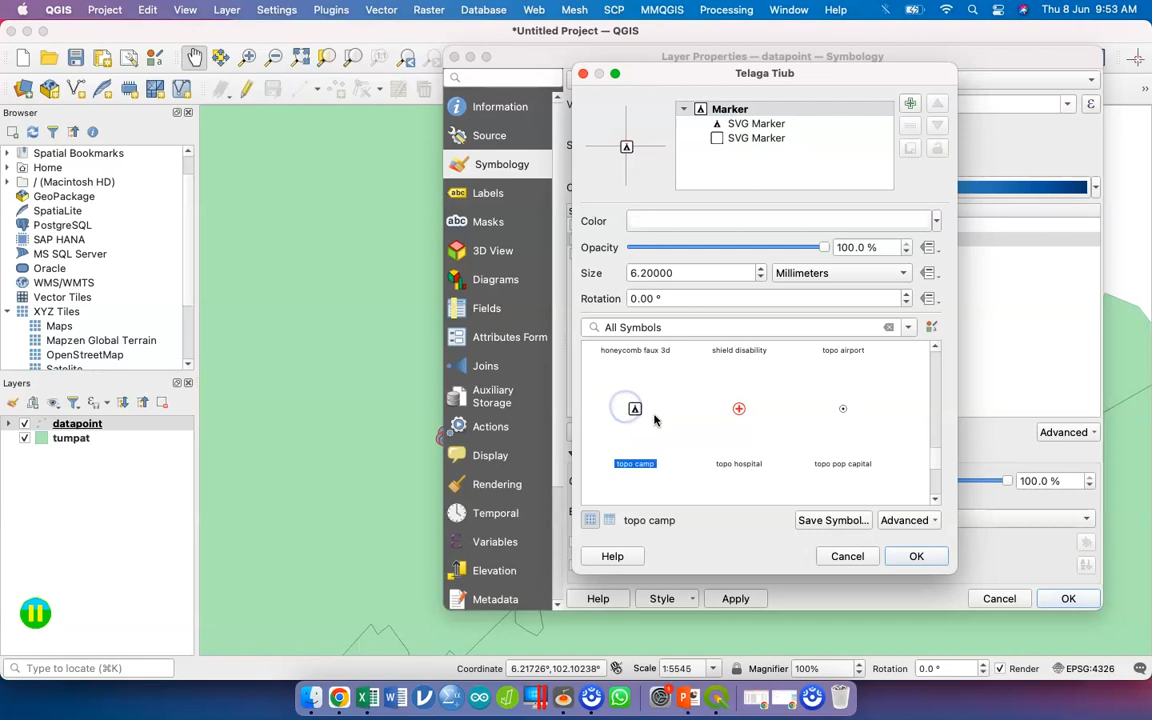 QGIS Project Edit View Layer Settings Plugins Vector Raster Database Web Mesh SCP MMQGIS Processing Window Help Thu 8 Jun 9:53 AM
*Untitled Project — QGIS
Layer Properties — datapoint — Symbology
Telaga Tiub
Browser
Spatial Bookmarks
Home
/ (Macintosh HD)
GeoPackage
SpatiaLite
PostgreSQL
SAP HANA
MS SQL Server
Oracle
WMS/WMTS
Vector Tiles
XYZ Tiles
Maps
Mapzen Global Terrain
OpenStreetMap
Satelite
Layers
datapoint
tumpat
Information
Source
Symbology
Labels
Masks
3D View
Diagrams
Fields
Attributes Form
Joins
Auxiliary
Storage
Actions
Display
Rendering
Temporal
Variables
Elevation
Metadata
Marker
SVG Marker
SVG Marker
Color
Opacity 100.0 %
Size 6.20000 Millimeters
Rotation 0.00 °
All Symbols
honeycomb faux 3d shield disability topo airport
topo camp topo hospital topo pop capital
topo camp Save Symbol... Advanced
Help Cancel OK
Advanced
100.0 %
Help Style Apply Cancel OK
Type to locate (⌘K) Coordinate 6.21726°,102.10238° Scale 1:5545 Magnifier 100% Rotation 0.0 ° Render EPSG:4326